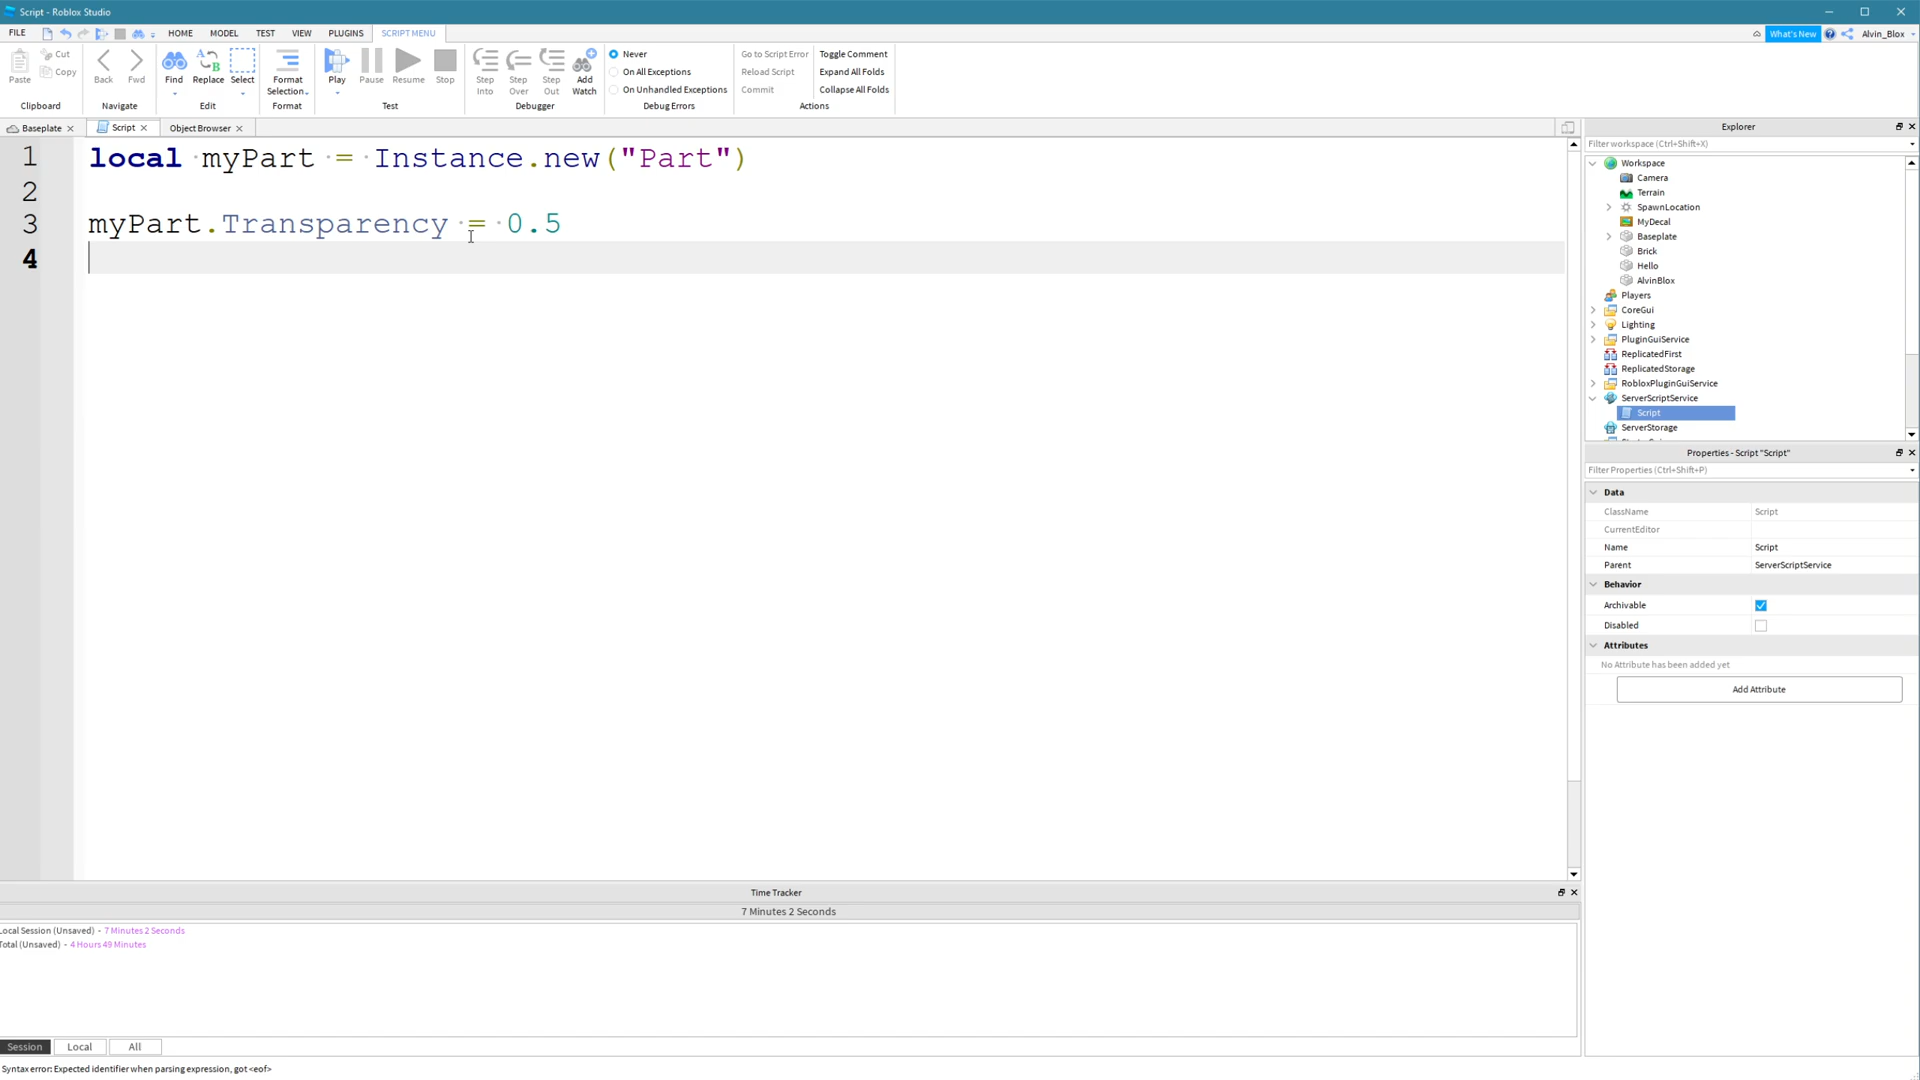 Script - Roblox Studio
FILE HOME MODEL TEST VIEW PLUGINS SCRIPT MENU What's New Alvin_Blox
Paste Cut Copy Back Fwd Find Replace Select Format Selection Play Pause Resume Stop Step Into Step Over Step Out Add Watch
Never
On All Exceptions
On Unhandled Exceptions
Go to Script Error
Reload Script
Commit
Toggle Comment
Expand All Folds
Collapse All Folds
Clipboard Navigate Edit Format Test Debugger Debug Errors Actions
Baseplate Script Object Browser
1 local myPart = Instance.new("Part")
2
3 myPart.Transparency = 0.5
4
Explorer
Filter workspace (Ctrl+Shift+X)
Workspace
Camera
Terrain
SpawnLocation
MyDecal
Baseplate
Brick
Hello
AlvinBlox
Players
CoreGui
Lighting
PluginGuiService
ReplicatedFirst
ReplicatedStorage
RobloxPluginGuiService
ServerScriptService
Script
ServerStorage
Properties - Script "Script"
Filter Properties (Ctrl+Shift+P)
Data
ClassName Script
CurrentEditor
Name Script
Parent ServerScriptService
Behavior
Archivable
Disabled
Attributes
No Attribute has been added yet
Add Attribute
Time Tracker
7 Minutes 2 Seconds
Local Session (Unsaved) - 7 Minutes 2 Seconds
Total (Unsaved) - 4 Hours 49 Minutes
Session Local All
Syntax error: Expected identifier when parsing expression, got <eof>